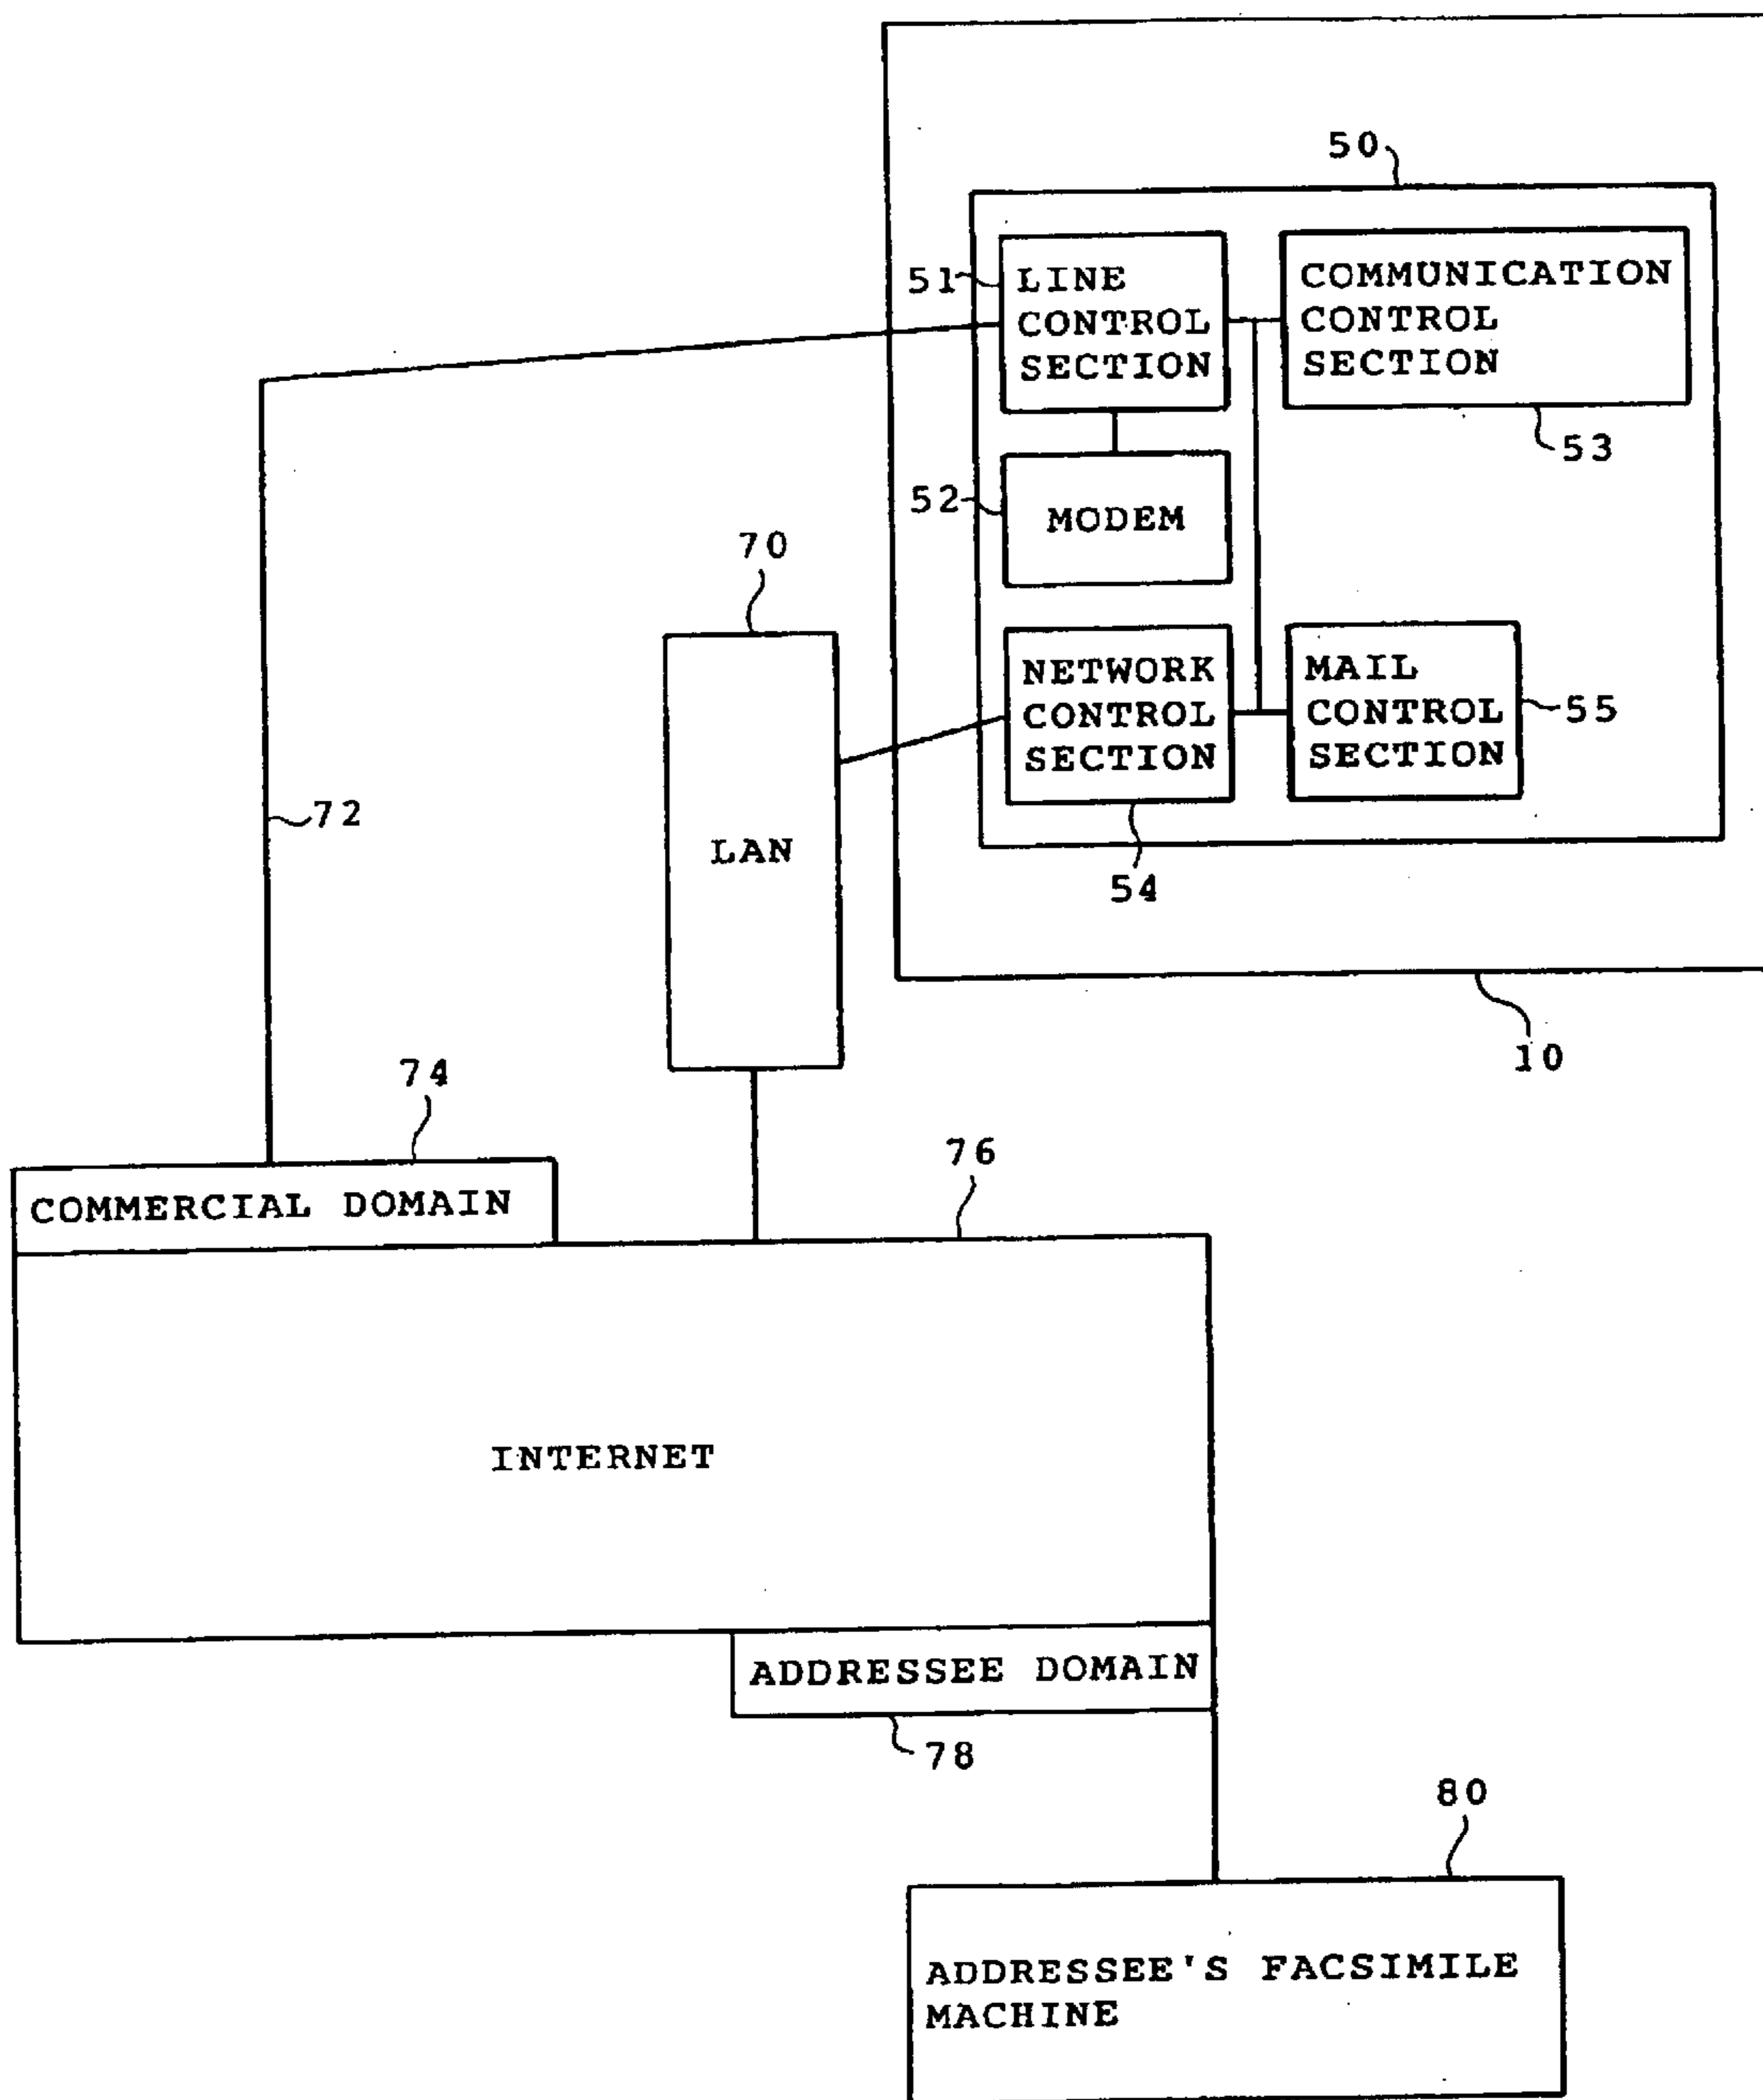 50
51
LINE
CONTROL
SECTION
COMMUNICATION
CONTROL
SECTION
53
52
MODEM
70
NETWORK
CONTROL
SECTION
MAIL
CONTROL
SECTION
55
72
LAN
54
10
74
76
COMMERCIAL DOMAIN
INTERNET
ADDRESSEE DOMAIN
78
80
ADDRESSEE'S FACSIMILE
MACHINE